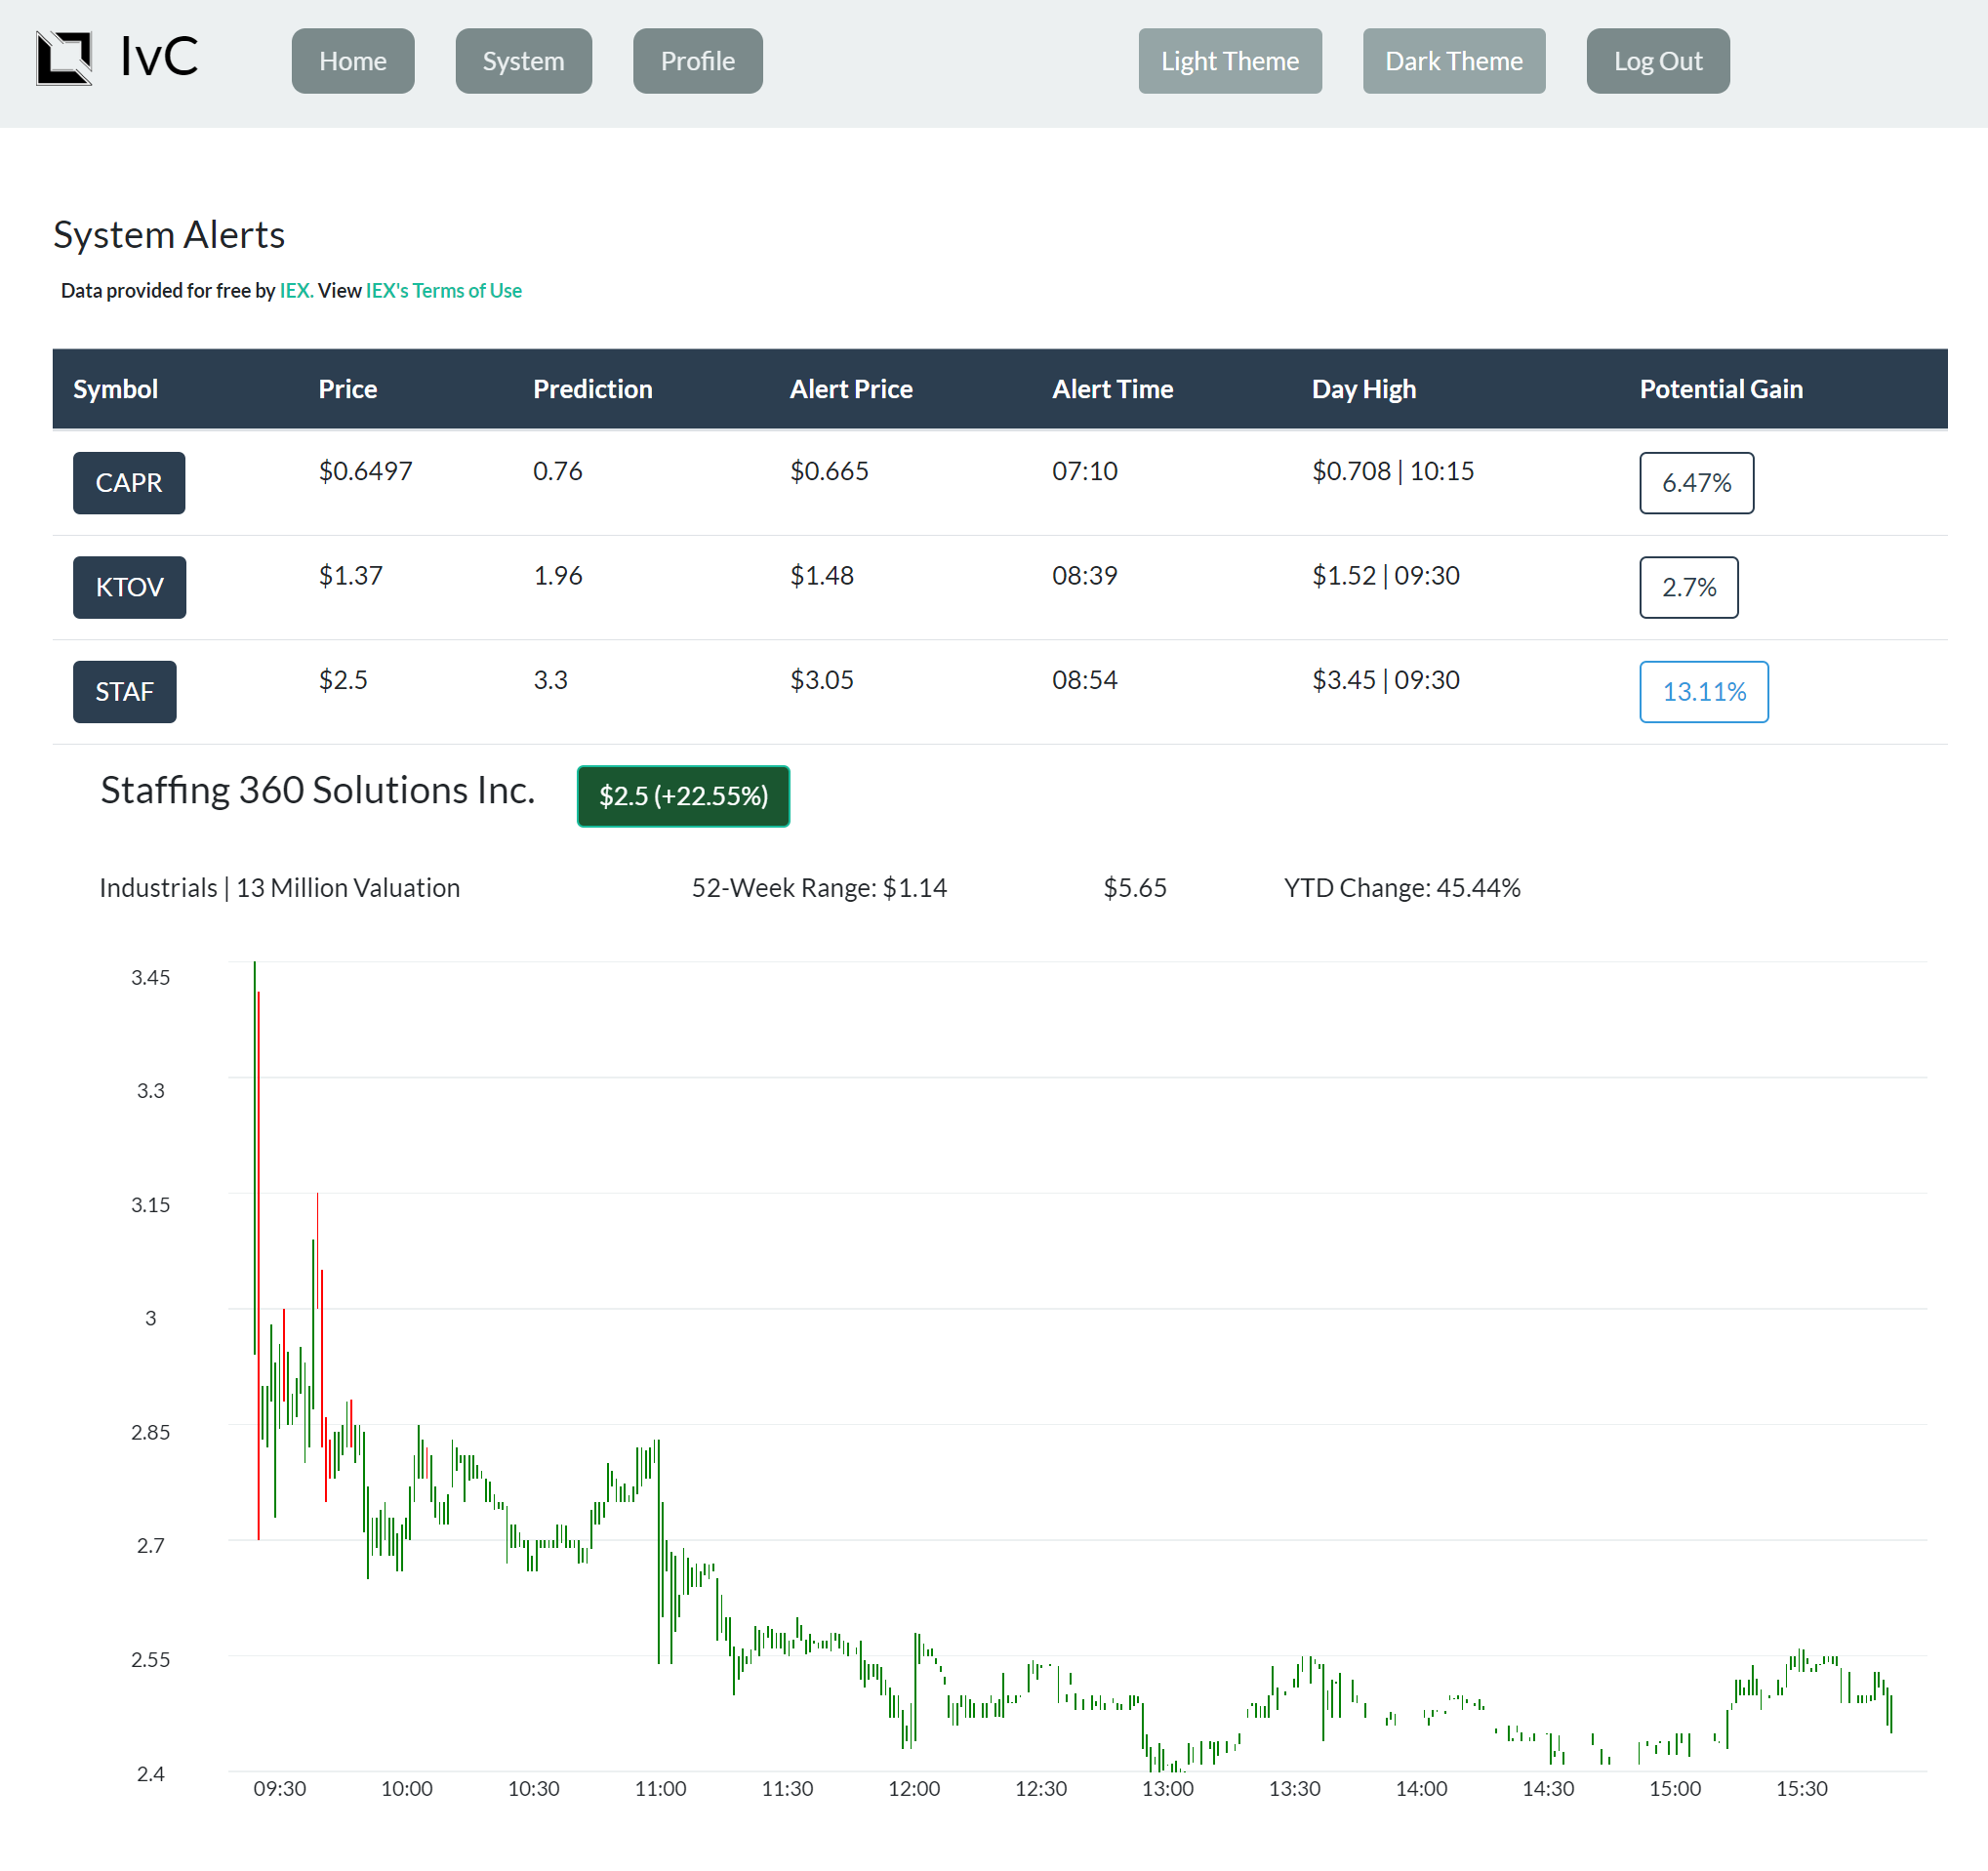 IvC Home System Profile Light Theme Dark Theme Log Out
System Alerts
Data provided for free by IEX. View IEX's Terms of Use
Symbol Price Prediction Alert Price Alert Time Day High Potential Gain
CAPR $0.6497 0.76 $0.665 07:10 $0.708 | 10:15 6.47%
KTOV $1.37 1.96 $1.48 08:39 $1.52 | 09:30 2.7%
STAF $2.5 3.3 $3.05 08:54 $3.45 | 09:30 13.11%
Staffing 360 Solutions Inc. $2.5 (+22.55%)
Industrials | 13 Million Valuation 52-Week Range: $1.14 $5.65 YTD Change: 45.44%
3.45
3.3
3.15
3
2.85
2.7
2.55
2.4
09:30 10:00 10:30 11:00 11:30 12:00 12:30 13:00 13:30 14:00 14:30 15:00 15:30